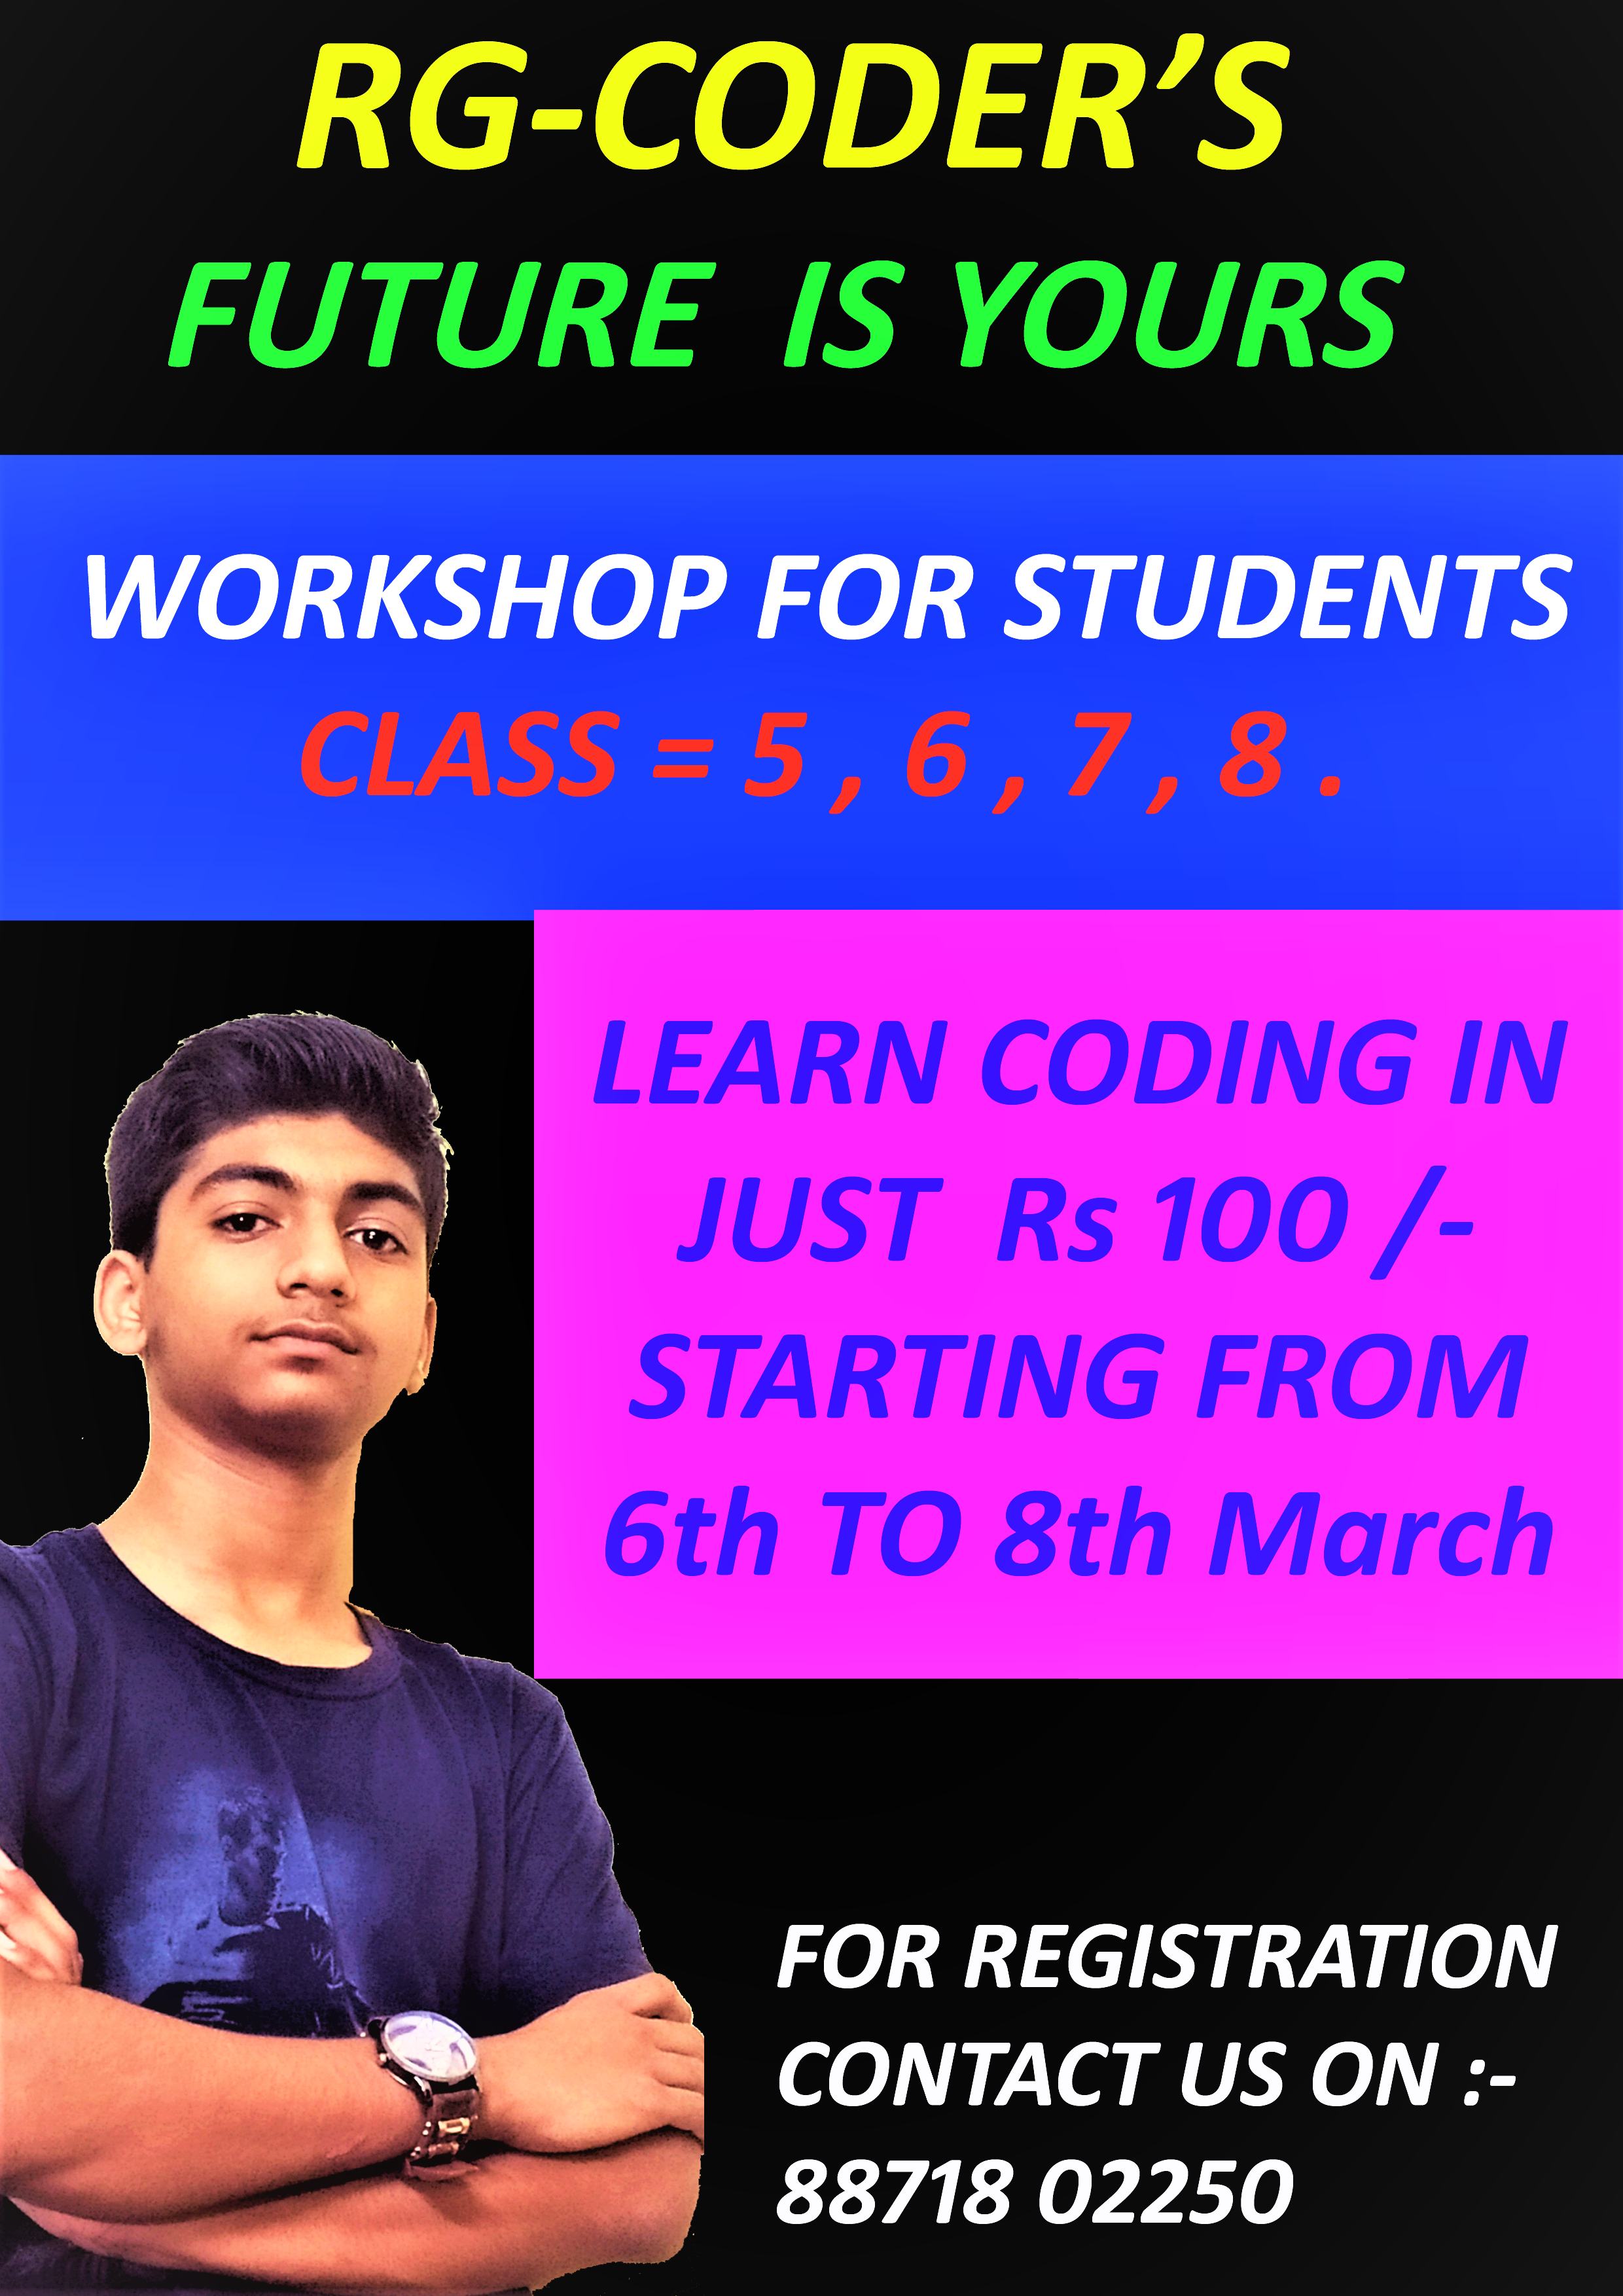 RG-CODER’S
FUTURE IS YOURS
WORKSHOP FOR STUDENTS
CLASS = 5 , 6 , 7 , 8 .
LEARN CODING IN
JUST Rs 100 /-
STARTING FROM
6th TO 8th March
FOR REGISTRATION
CONTACT US ON :-
88718 02250